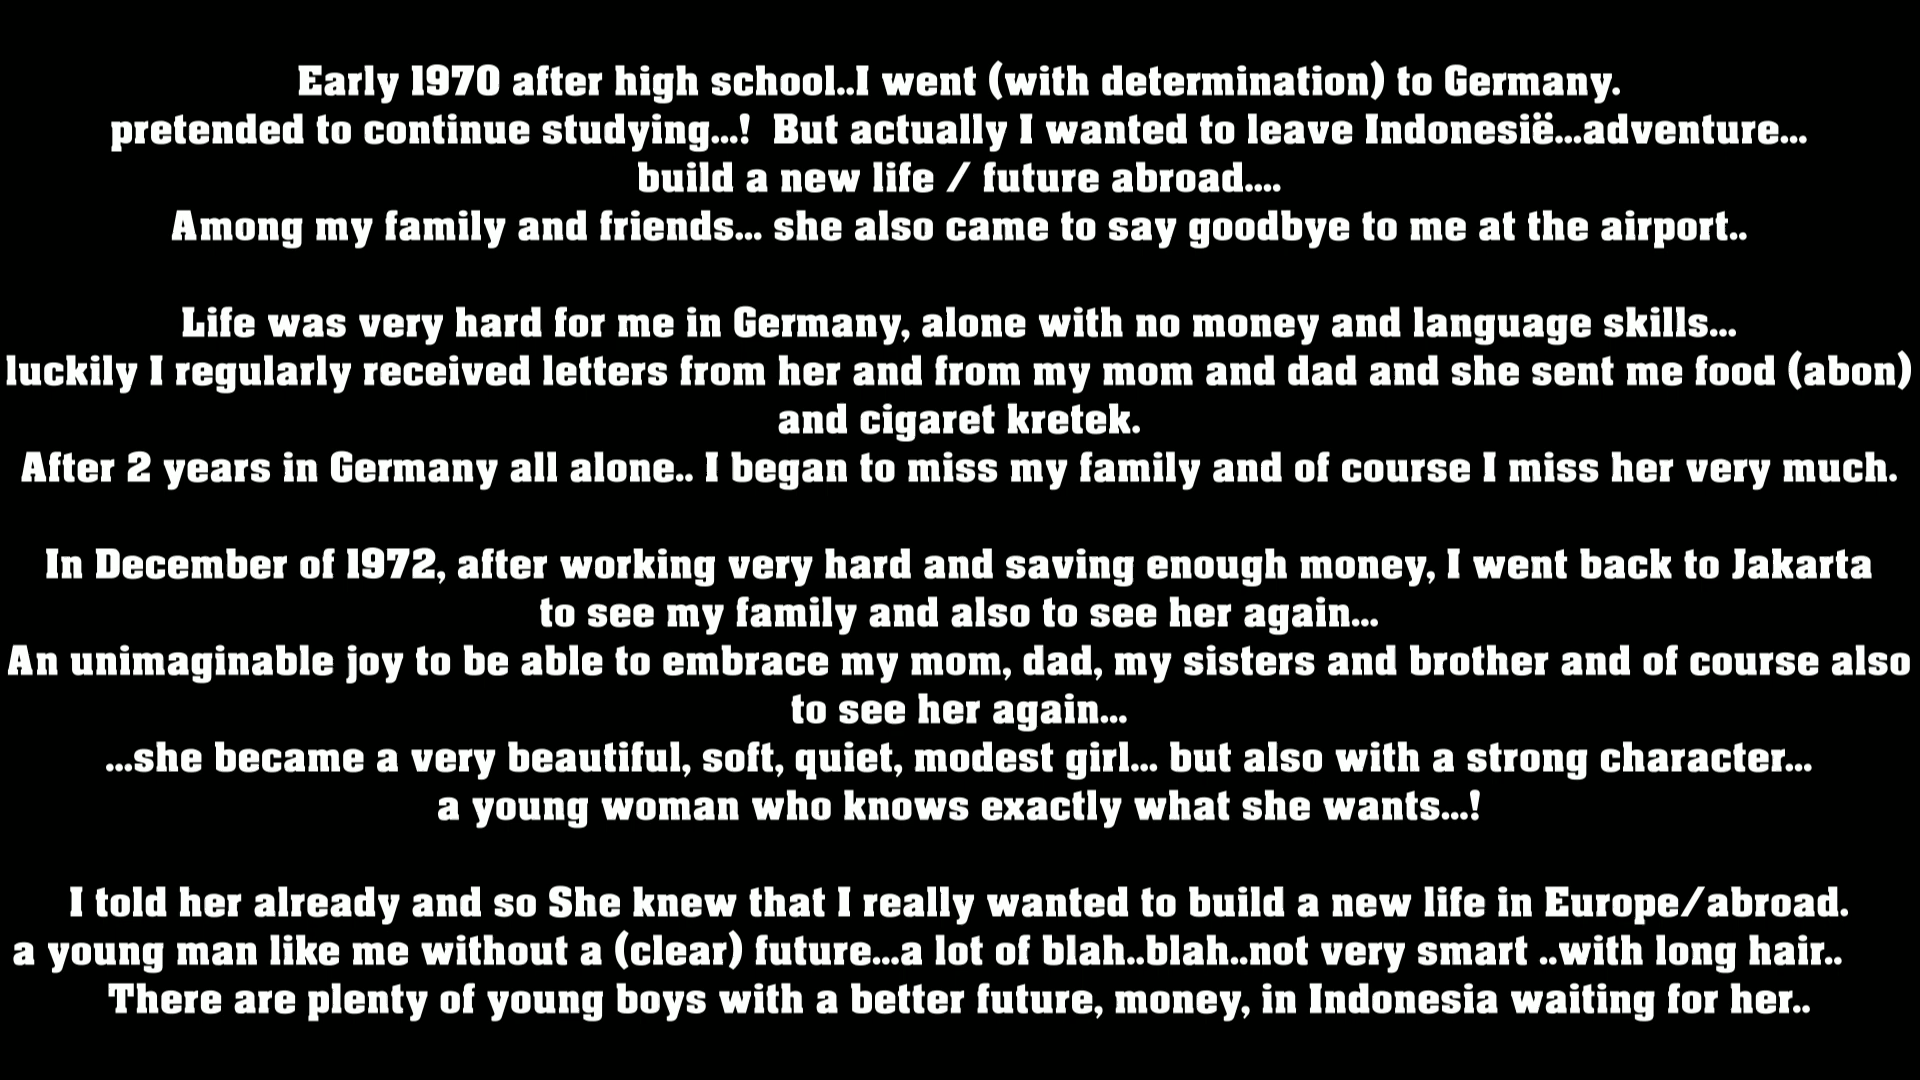 Early 1970 after high school..I went (with determination) to Germany.
pretended to continue studying...!  But actually I wanted to leave Indonesië...adventure...
build a new life / future abroad....
Among my family and friends... she also came to say goodbye to me at the airport..
Life was very hard for me in Germany, alone with no money and language skills...
luckily I regularly received letters from her and from my mom and dad and she sent me food (abon)
and cigaret kretek.
After 2 years in Germany all alone.. I began to miss my family and of course I miss her very much.
In December of 1972, after working very hard and saving enough money, I went back to Jakarta
to see my family and also to see her again...
An unimaginable joy to be able to embrace my mom, dad, my sisters and brother and of course also
to see her again...
...she became a very beautiful, soft, quiet, modest girl... but also with a strong character...
a young woman who knows exactly what she wants...!
I told her already and so She knew that I really wanted to build a new life in Europe/abroad.
a young man like me without a (clear) future...a lot of blah..blah..not very smart ..with long hair..
There are plenty of young boys with a better future, money, in Indonesia waiting for her..